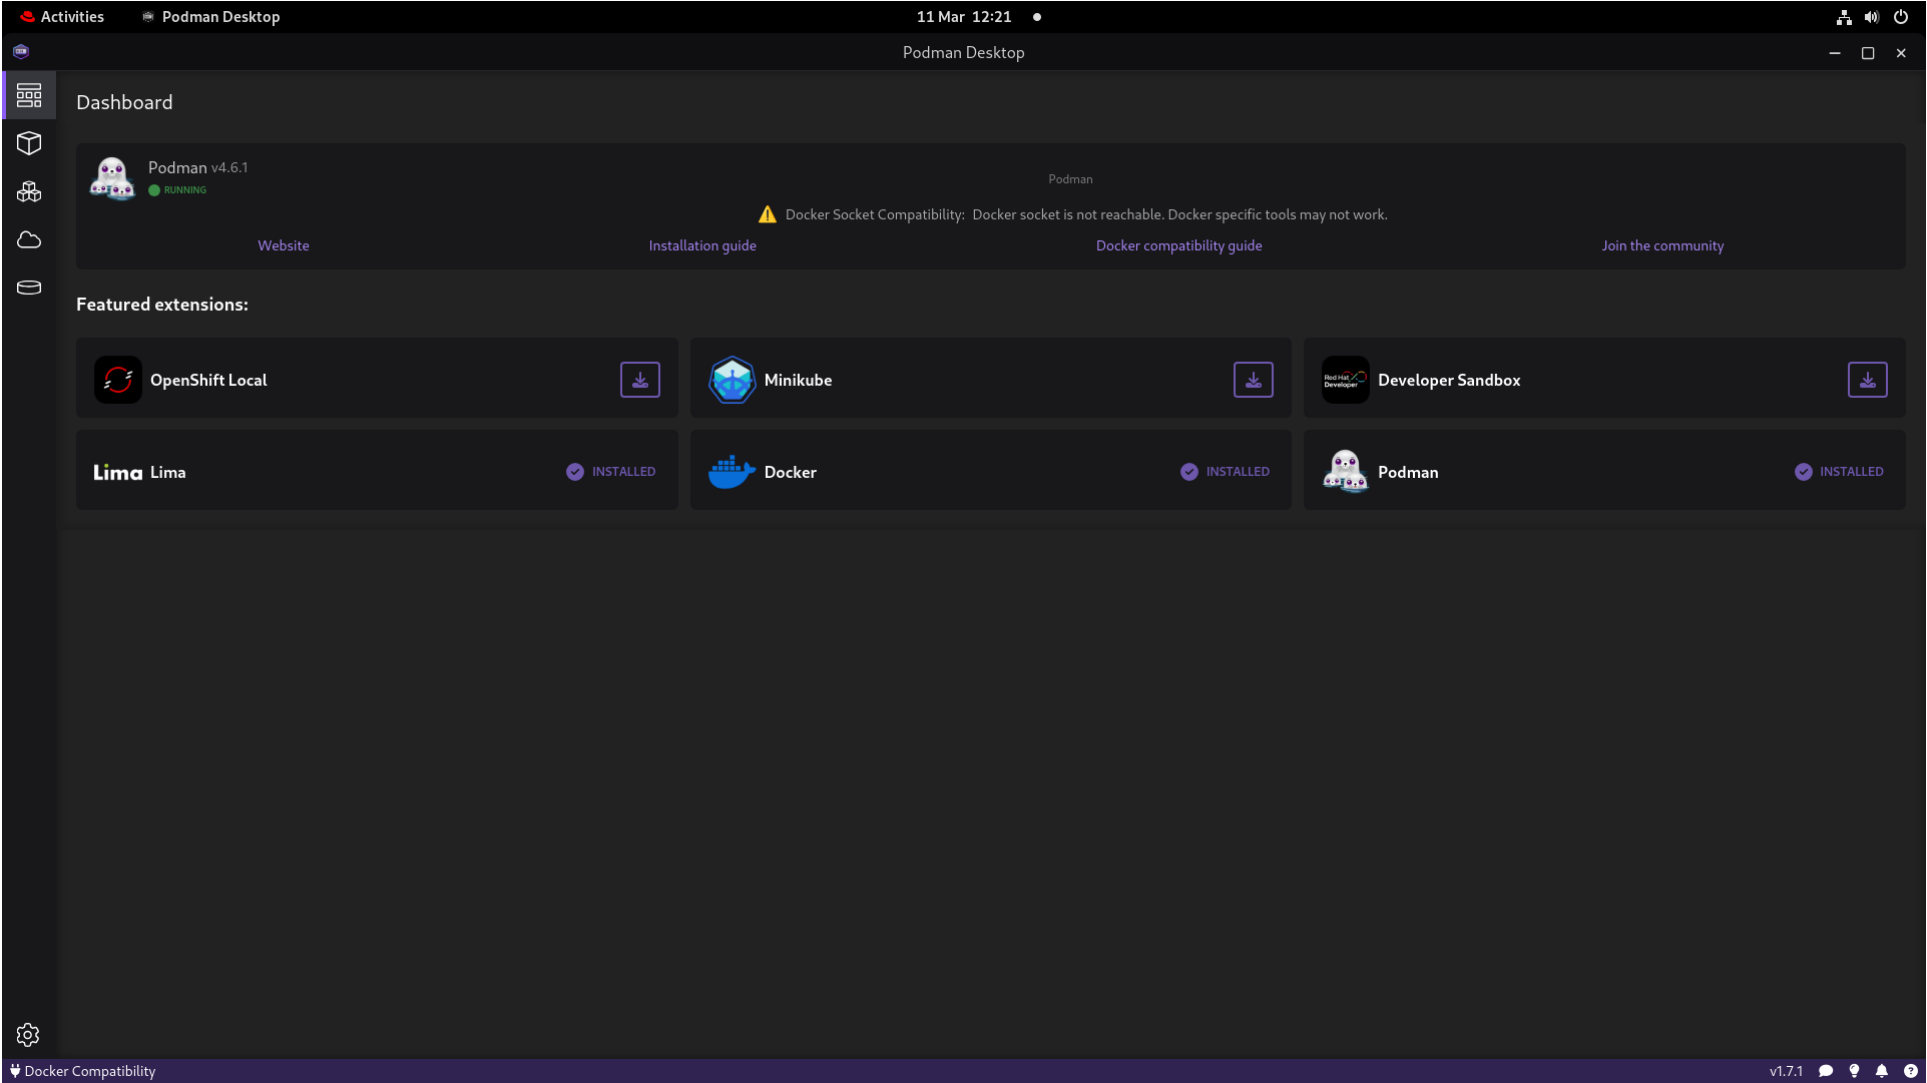 Activities Podman Desktop 11 Mar 12:21
Podman Desktop
Dashboard
Podman v4.6.1
RUNNING
Podman
Docker Socket Compatibility: Docker socket is not reachable. Docker specific tools may not work.
Website Installation guide Docker compatibility guide Join the community
Featured extensions:
OpenShift Local
Minikube
Red Hat
Developer
Developer Sandbox
Lima Lima INSTALLED
Docker INSTALLED
Podman INSTALLED
Docker Compatibility v1.7.1